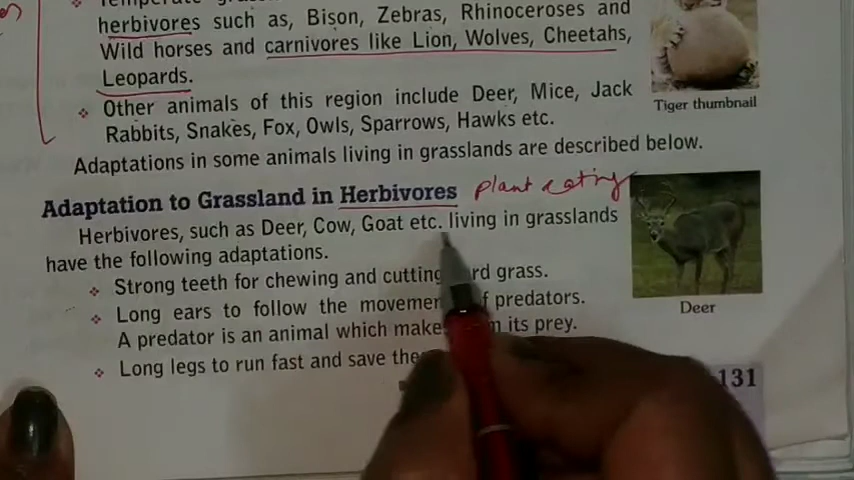 herbivores such as, Bison, Zebras, Rhinoceroses and
Wild horses and carnivores like Lion, Wolves, Cheetahs,
Leopards.
❖ Other animals of this region include Deer, Mice, Jack
Rabbits, Snakes, Fox, Owls, Sparrows, Hawks etc.
Tiger thumbnail
Adaptations in some animals living in grasslands are described below.
Adaptation to Grassland in Herbivores plant eating
Herbivores, such as Deer, Cow, Goat etc. living in grasslands
have the following adaptations.
❖ Strong teeth for chewing and cutting grass.
❖ Long ears to follow the predators.
A predator is an animal which its prey.
❖ Long legs to run fast and save
Deer
131